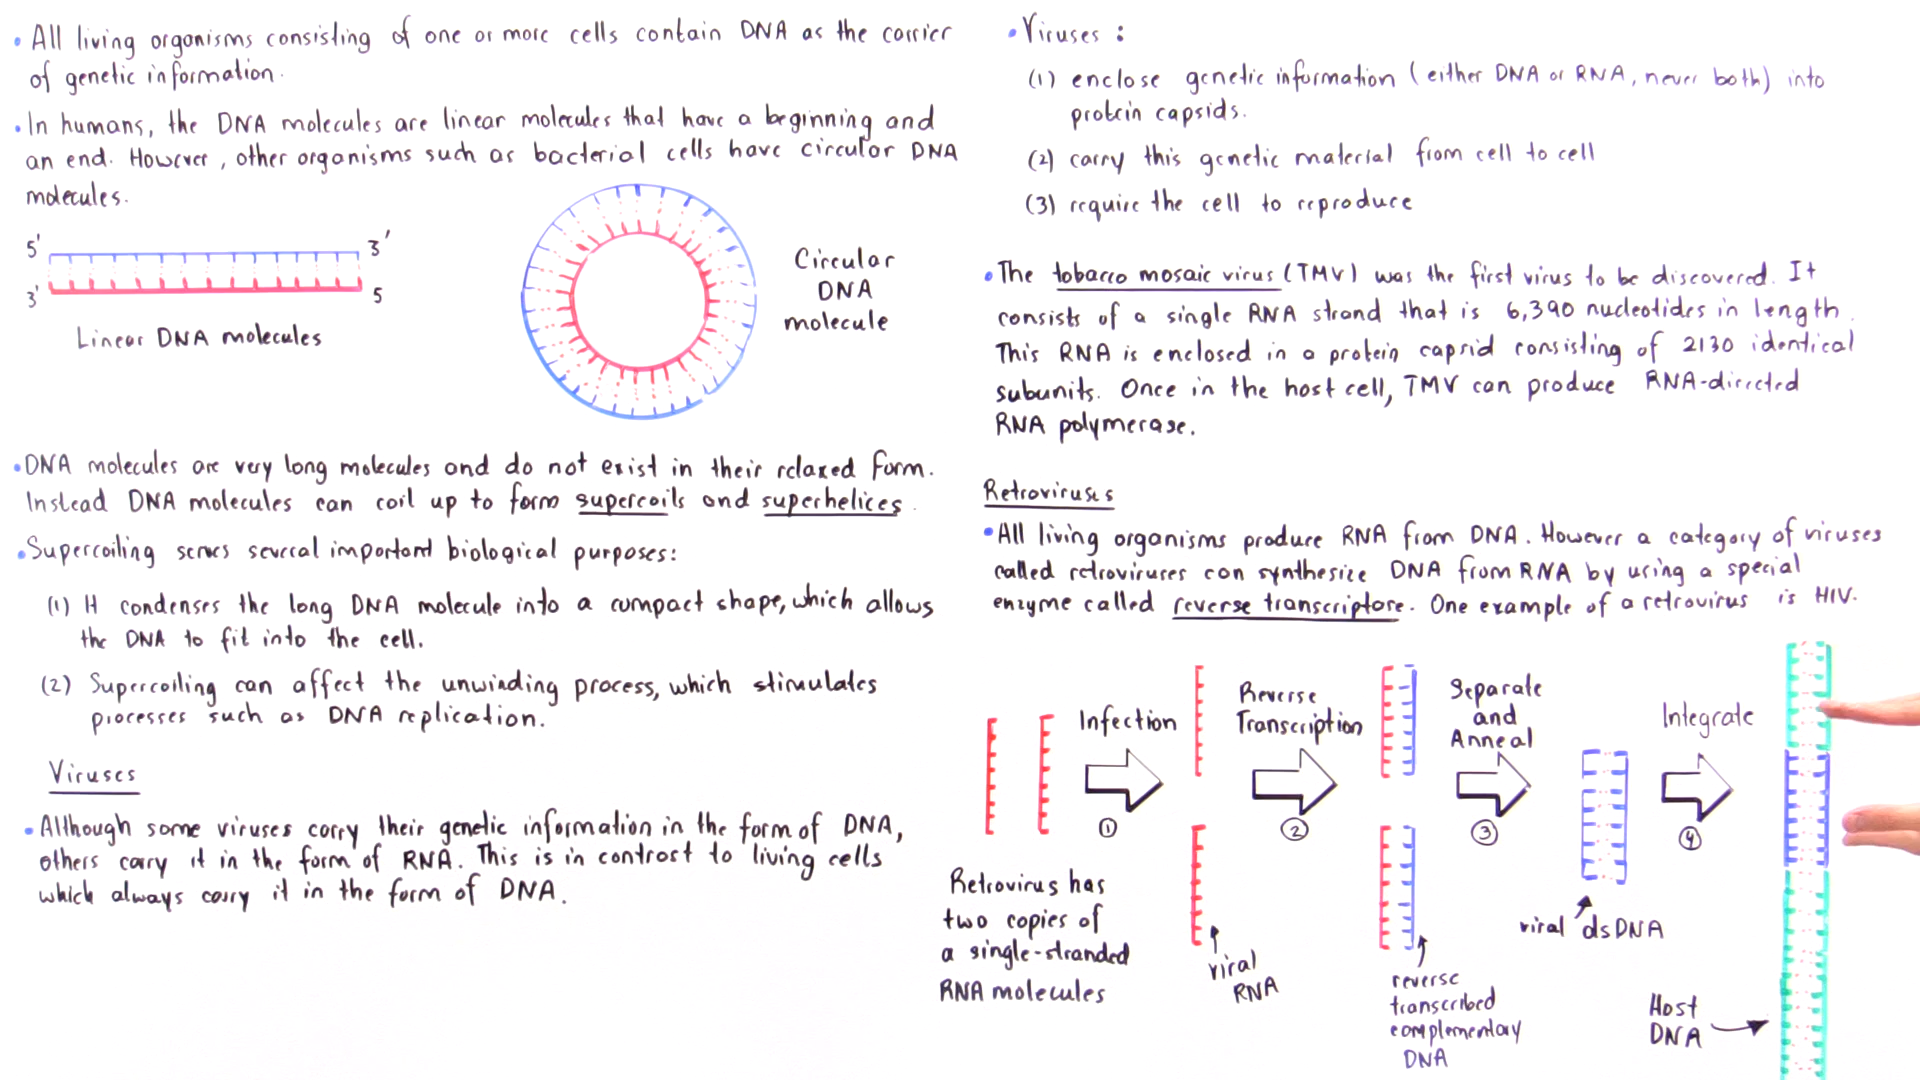 • All living organisms consisting of one or more cells contain DNA as the carrier
of genetic information.
• In humans, the DNA molecules are linear molecules that have a beginning and
an end. However, other organisms such as bacterial cells have circular DNA
molecules.
5' 3'
3' 5
Linear DNA molecules
Circular
DNA
molecule
• DNA molecules are very long molecules and do not exist in their relaxed form.
Instead DNA molecules can coil up to form supercoils and superhelices.
• Supercoiling serves several important biological purposes:
(1) It condenses the long DNA molecule into a compact shape, which allows
the DNA to fit into the cell.
(2) Supercoiling can affect the unwinding process, which stimulates
processes such as DNA replication.
Viruses
• Although some viruses carry their genetic information in the form of DNA,
others carry it in the form of RNA. This is in contrast to living cells
which always carry it in the form of DNA.
• Viruses :
(1) enclose genetic information (either DNA or RNA, never both) into
protein capsids.
(2) carry this genetic material from cell to cell
(3) require the cell to reproduce
• The tobacco mosaic virus (TMV) was the first virus to be discovered. It
consists of a single RNA strand that is 6,390 nucleotides in length.
This RNA is enclosed in a protein capsid consisting of 2130 identical
subunits. Once in the host cell, TMV can produce RNA-directed
RNA polymerase.
Retroviruses
• All living organisms produce RNA from DNA. However a category of viruses
called retroviruses can synthesize DNA from RNA by using a special
enzyme called reverse transcriptase. One example of a retrovirus is HIV.
Infection
①
Reverse
Transcription
②
Separate
and
Anneal
③
Integrate
④
Retrovirus has
two copies of
a single-stranded
RNA molecules
viral
RNA
reverse
transcribed
complementary
DNA
viral dsDNA
Host
DNA